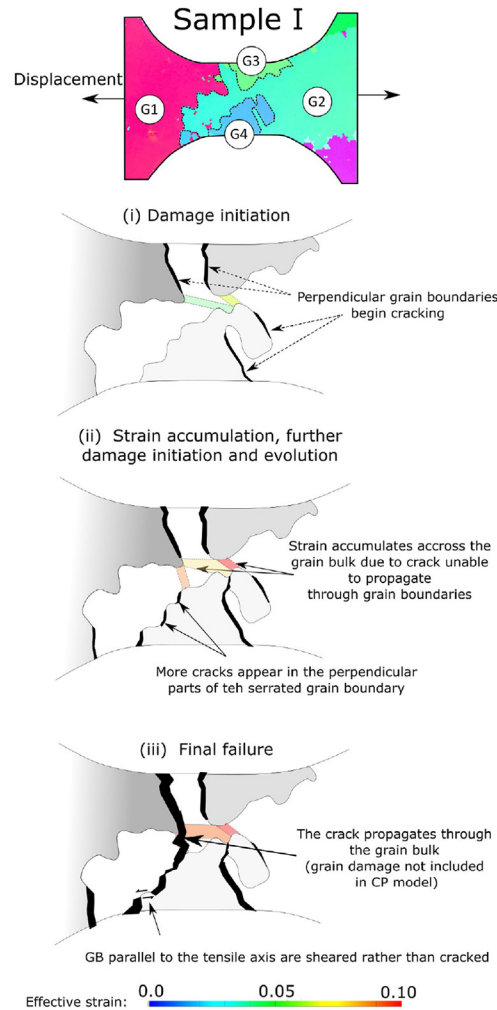 Sample I
G3
Displacement
G1
G2
G4
(i) Damage initiation
Perpendicular grain boundaries
begin cracking
(ii) Strain accumulation, further
damage initiation and evolution
Strain accumulates accross the
grain bulk due to crack unable
to propagate
through grain boundaries
More cracks appear in the perpendicular
parts of teh serrated grain boundary
(iii) Final failure
The crack propagates through
the grain bulk
(grain damage not included
in CP model)
GB parallel to the tensile axis are sheared rather than cracked
0.0 0.05 0.10
Effective strain: